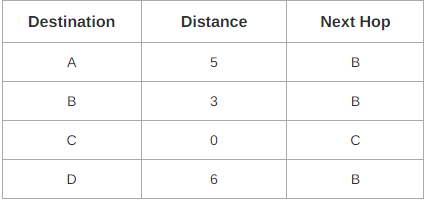 Destination Distance Next Hop
A 5 B
B 3 B
C 0 C
D 6 B